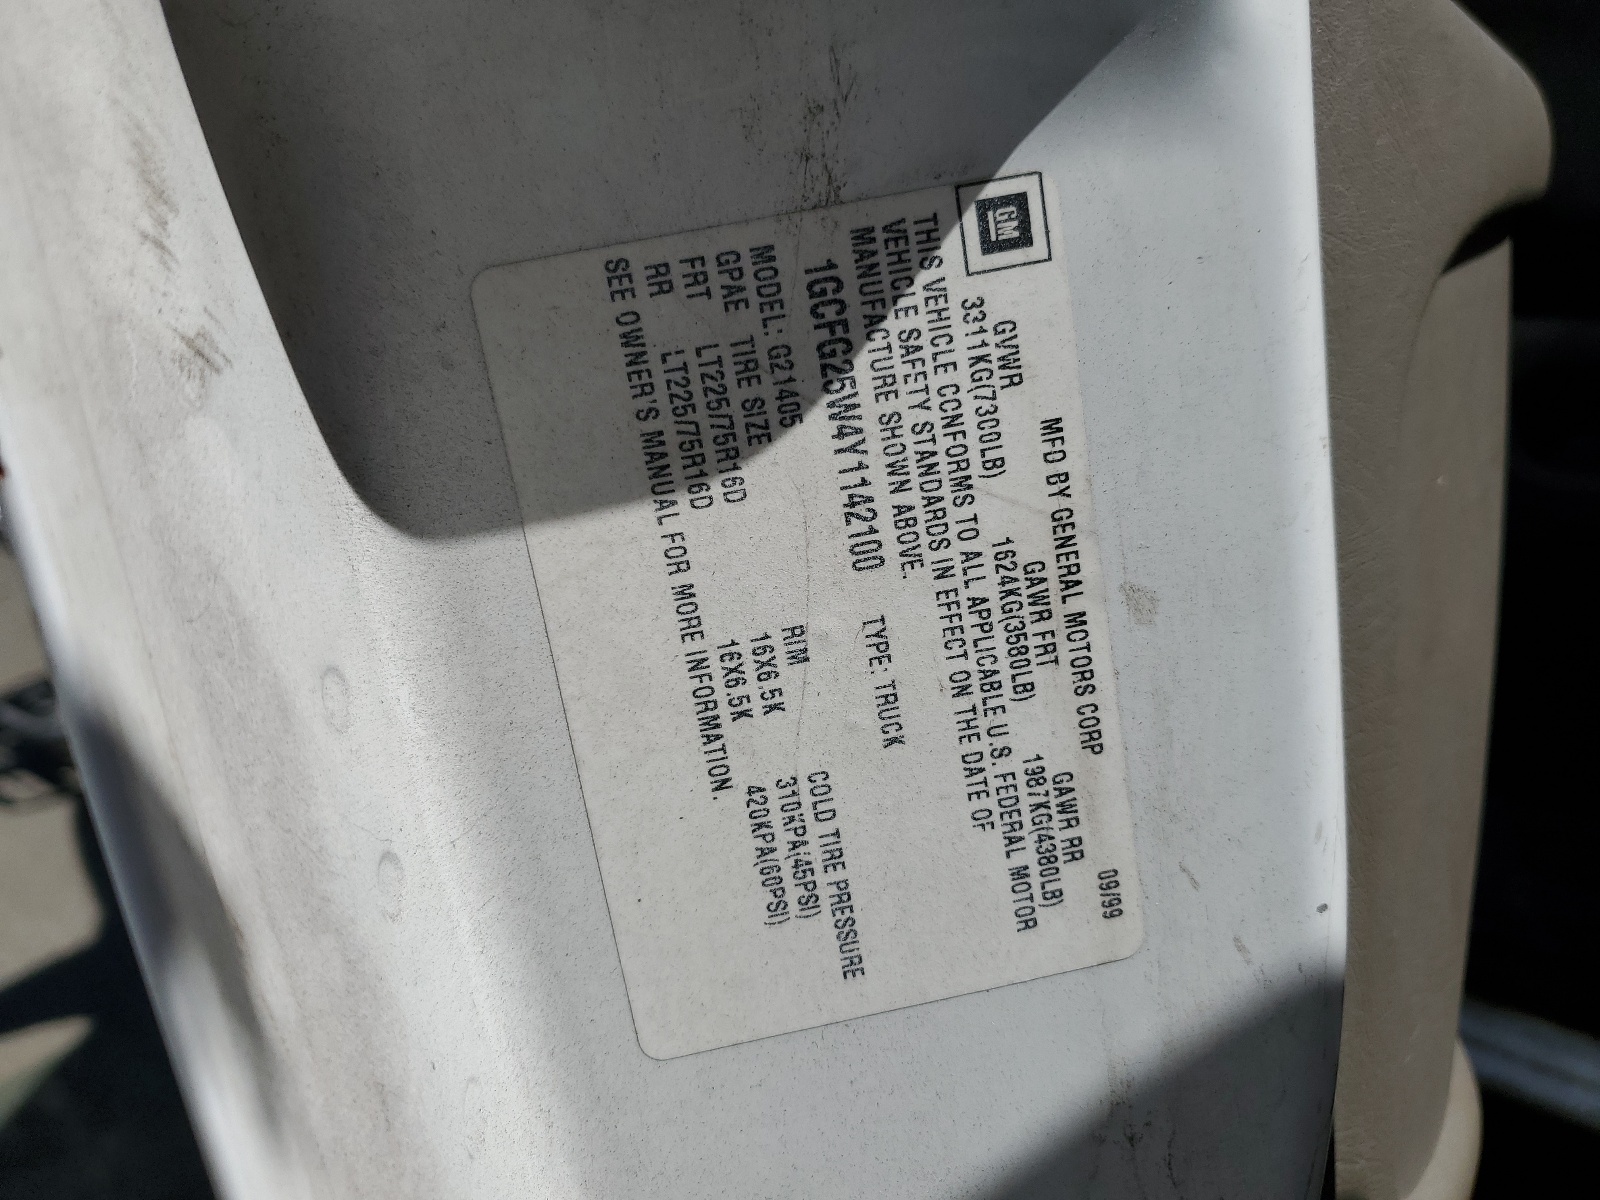 GM
MFD BY GENERAL MOTORS CORP 09/99
GVWR GAWR FRT GAWR RR
3311KG(7300LB) 1624KG(3580LB) 1987KG(4380LB)
THIS VEHICLE CONFORMS TO ALL APPLICABLE U.S. FEDERAL MOTOR
VEHICLE SAFETY STANDARDS IN EFFECT ON THE DATE OF
MANUFACTURE SHOWN ABOVE.
1GCFG25W4Y1142100 TYPE: TRUCK
MODEL: G21405
GPAE TIRE SIZE RIM COLD TIRE PRESSURE
FRT LT225/75R16D 16X6.5K 310KPA(45PSI)
RR LT225/75R16D 16X6.5K 420KPA(60PSI)
SEE OWNER'S MANUAL FOR MORE INFORMATION.